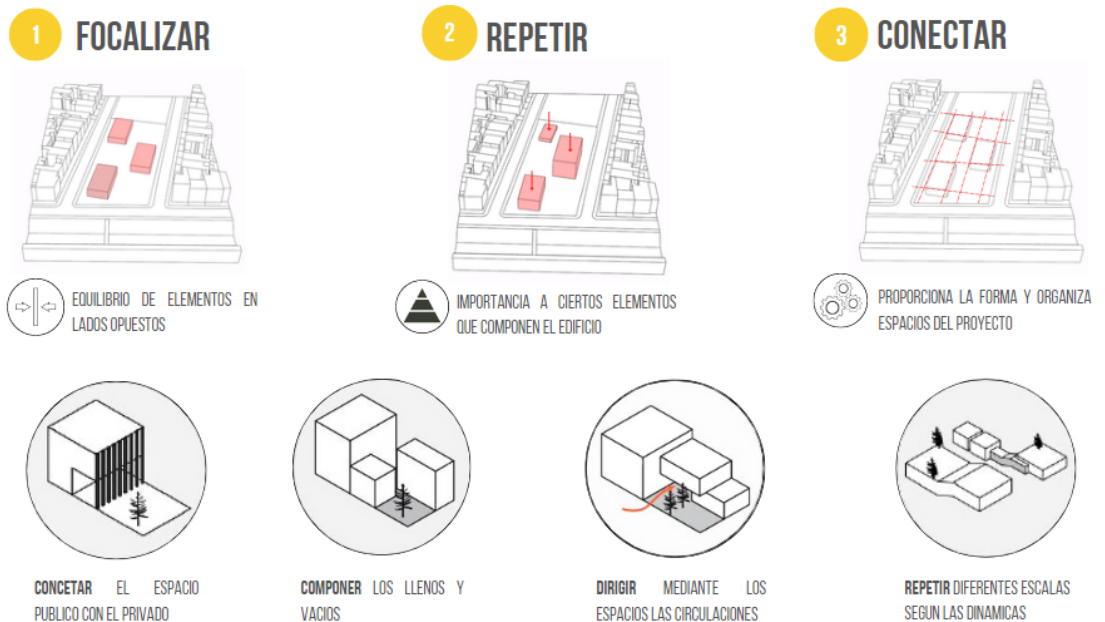 1 FOCALIZAR
2 REPETIR
3 CONECTAR
EQUILIBRIO DE ELEMENTOS EN
LADOS OPUESTOS
IMPORTANCIA A CIERTOS ELEMENTOS
QUE COMPONEN EL EDIFICIO
PROPORCIONA LA FORMA Y ORGANIZA
ESPACIOS DEL PROYECTO
CONCETAR EL ESPACIO
PUBLICO CON EL PRIVADO
COMPONER LOS LLENOS Y
VACIOS
DIRIGIR MEDIANTE LOS
ESPACIOS LAS CIRCULACIONES
REPETIR DIFERENTES ESCALAS
SEGUN LAS DINAMICAS